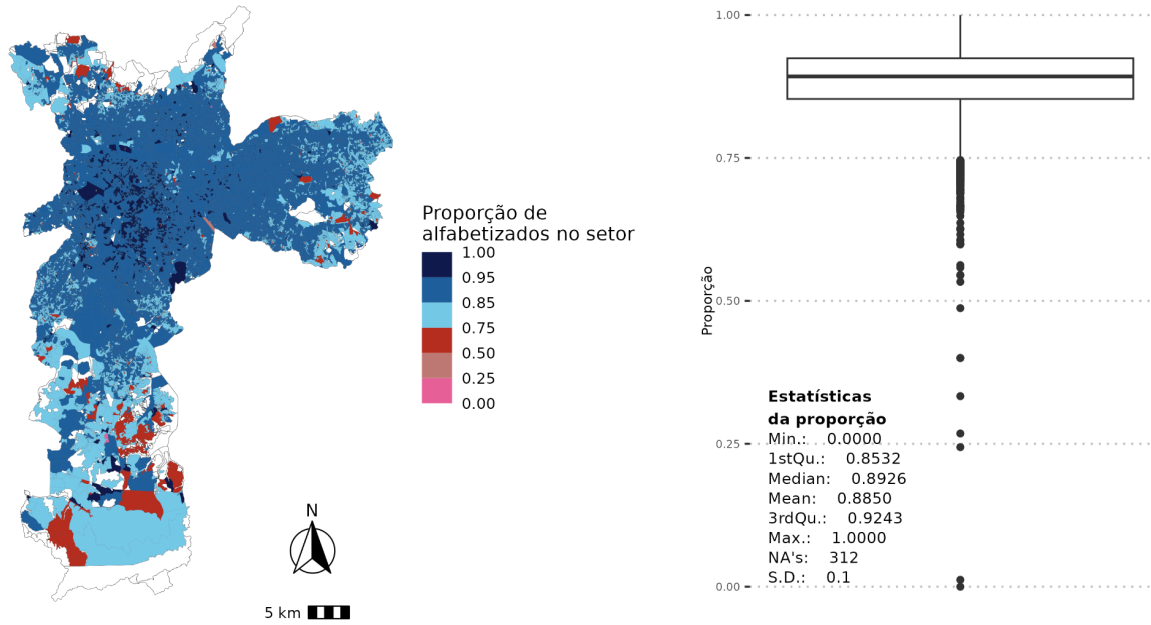 Proporção de
alfabetizados no setor
1.00
0.95
0.85
0.75
0.50
0.25
0.00
N
5 km
Proporção
1.00
0.75
0.50
0.25
0.00
Estatísticas
da proporção
Min.: 0.0000
1stQu.: 0.8532
Median: 0.8926
Mean: 0.8850
3rdQu.: 0.9243
Max.: 1.0000
NA's: 312
S.D.: 0.1